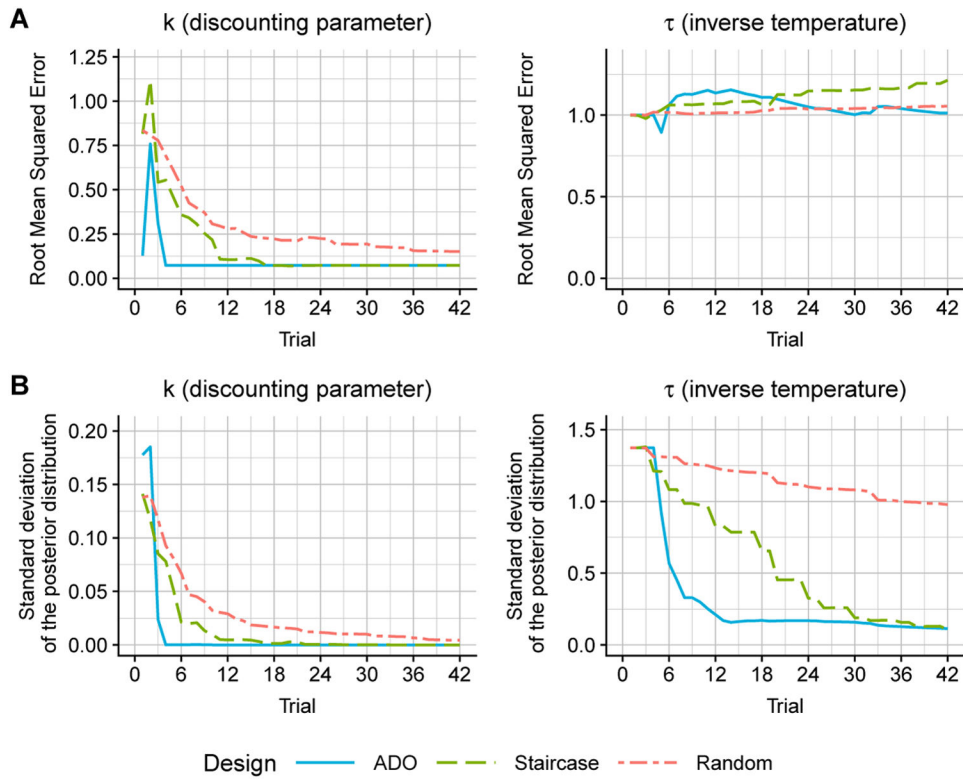 A
k (discounting parameter)
τ (inverse temperature)
Root Mean Squared Error
1.25
1.00
0.75
0.50
0.25
0.00
0 6 12 18 24 30 36 42
Trial
Root Mean Squared Error
1.0
0.5
0.0
0 6 12 18 24 30 36 42
Trial
B
k (discounting parameter)
τ (inverse temperature)
Standard deviation
of the posterior distribution
0.20
0.15
0.10
0.05
0.00
0 6 12 18 24 30 36 42
Trial
Standard deviation
of the posterior distribution
1.5
1.0
0.5
0.0
0 6 12 18 24 30 36 42
Trial
Design ADO Staircase Random